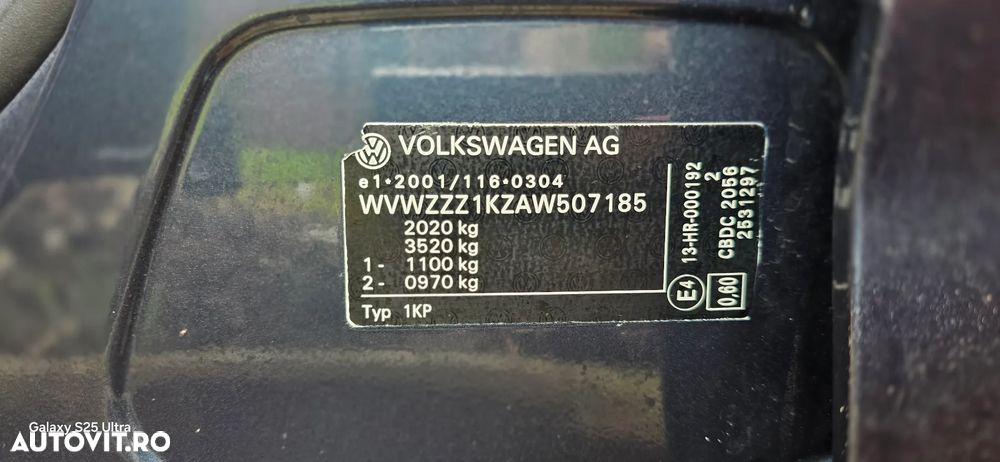 VOLKSWAGEN AG
e1*2001/116*0304
WVWZZZ1KZAW507185
2020 kg
3520 kg
1- 1100 kg
2- 0970 kg
Typ 1KP
13-HR-000192
2
CBDC 2056
2531297
E4
0,60
Galaxy S25 Ultra
AUTOVIT.RO